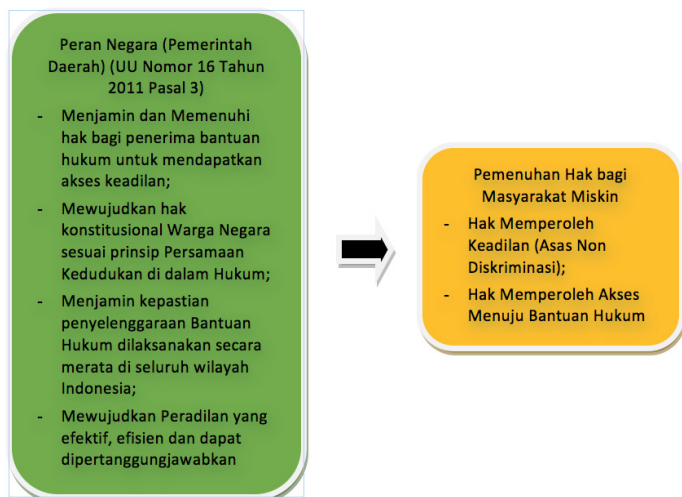 Peran Negara (Pemerintah
Daerah) (UU Nomor 16 Tahun
2011 Pasal 3)
- Menjamin dan Memenuhi
hak bagi penerima bantuan
hukum untuk mendapatkan
akses keadilan;
- Mewujudkan hak
konstitusional Warga Negara
sesuai prinsip Persamaan
Kedudukan di dalam Hukum;
- Menjamin kepastian
penyelenggaraan Bantuan
Hukum dilaksanakan secara
merata di seluruh wilayah
Indonesia;
- Mewujudkan Peradilan yang
efektif, efisien dan dapat
dipertanggungjawabkan
Pemenuhan Hak bagi
Masyarakat Miskin
- Hak Memperoleh
Keadilan (Asas Non
Diskriminasi);
- Hak Memperoleh Akses
Menuju Bantuan Hukum